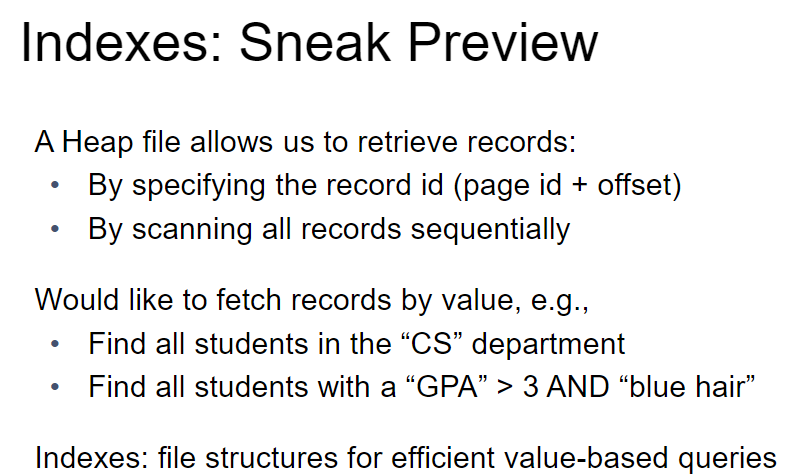 Indexes: Sneak Preview
A Heap file allows us to retrieve records:
• By specifying the record id (page id + offset)
• By scanning all records sequentially
Would like to fetch records by value, e.g.,
• Find all students in the “CS” department
• Find all students with a “GPA” > 3 AND “blue hair”
Indexes: file structures for efficient value-based queries